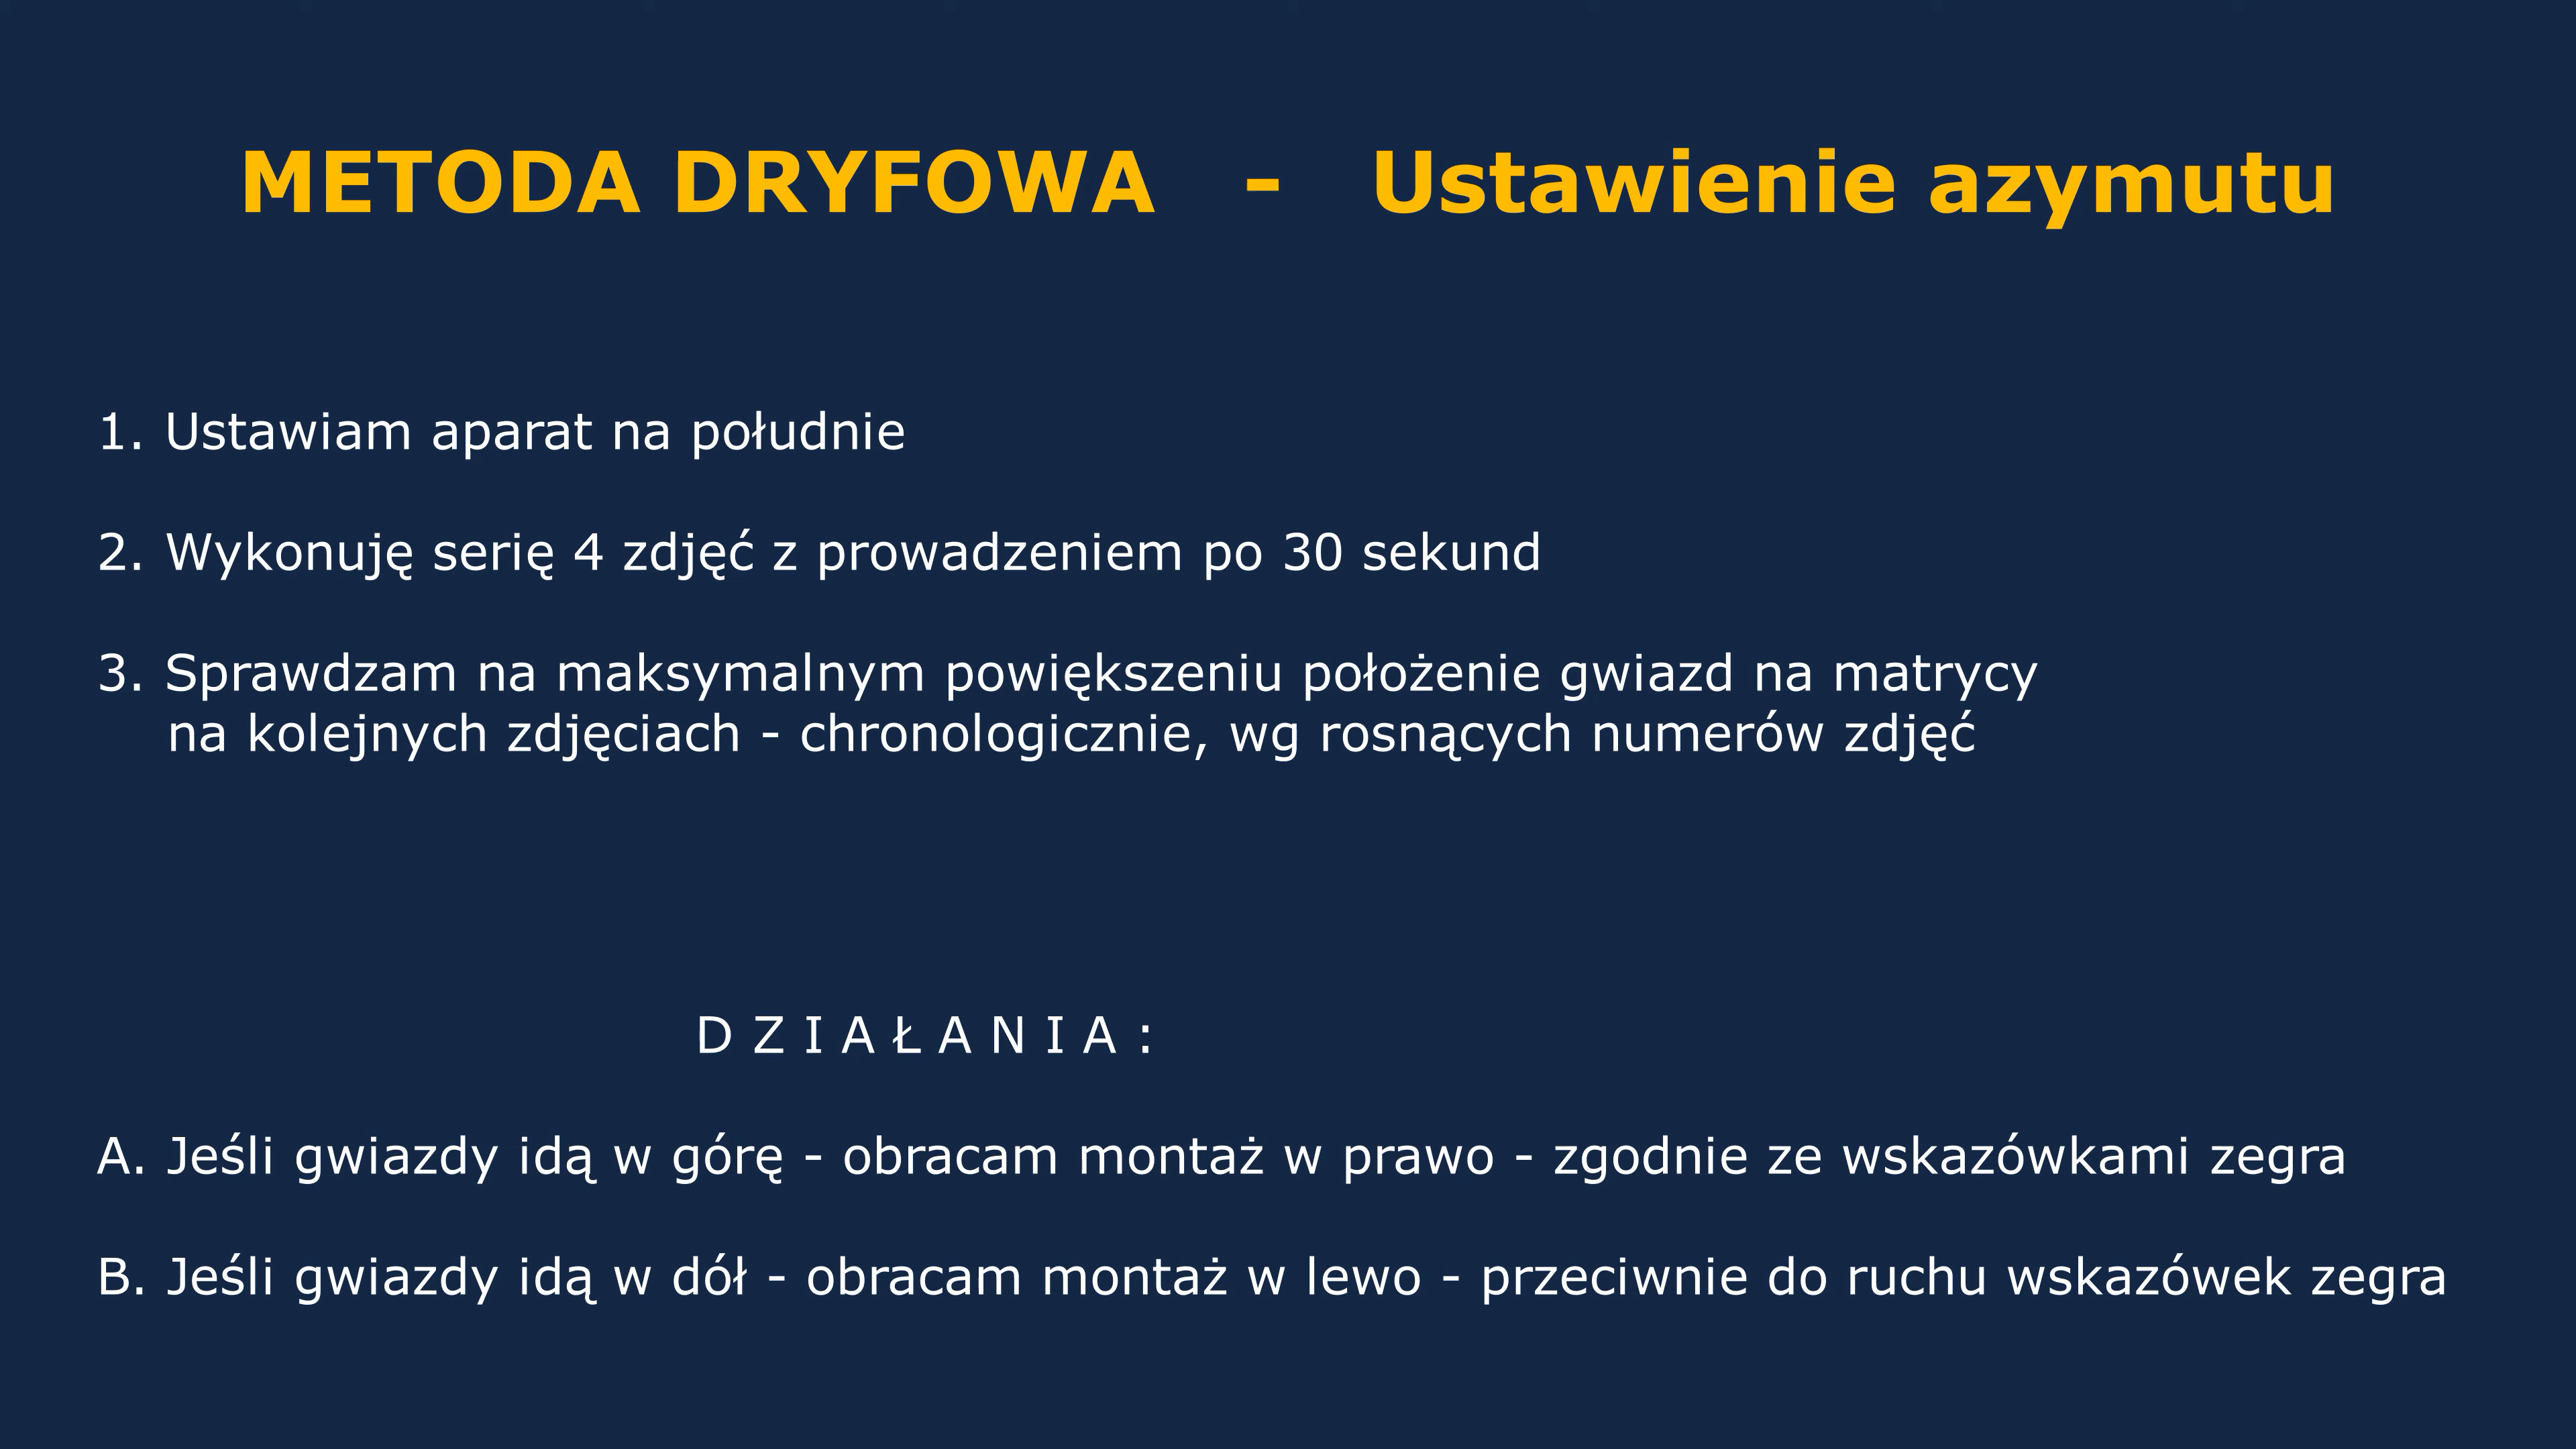 METODA DRYFOWA - Ustawienie azymutu
1. Ustawiam aparat na południe
2. Wykonuję serię 4 zdjęć z prowadzeniem po 30 sekund
3. Sprawdzam na maksymalnym powiększeniu położenie gwiazd na matrycy
na kolejnych zdjęciach - chronologicznie, wg rosnących numerów zdjęć
D Z I A Ł A N I A :
A. Jeśli gwiazdy idą w górę - obracam montaż w prawo - zgodnie ze wskazówkami zegra
B. Jeśli gwiazdy idą w dół - obracam montaż w lewo - przeciwnie do ruchu wskazówek zegra